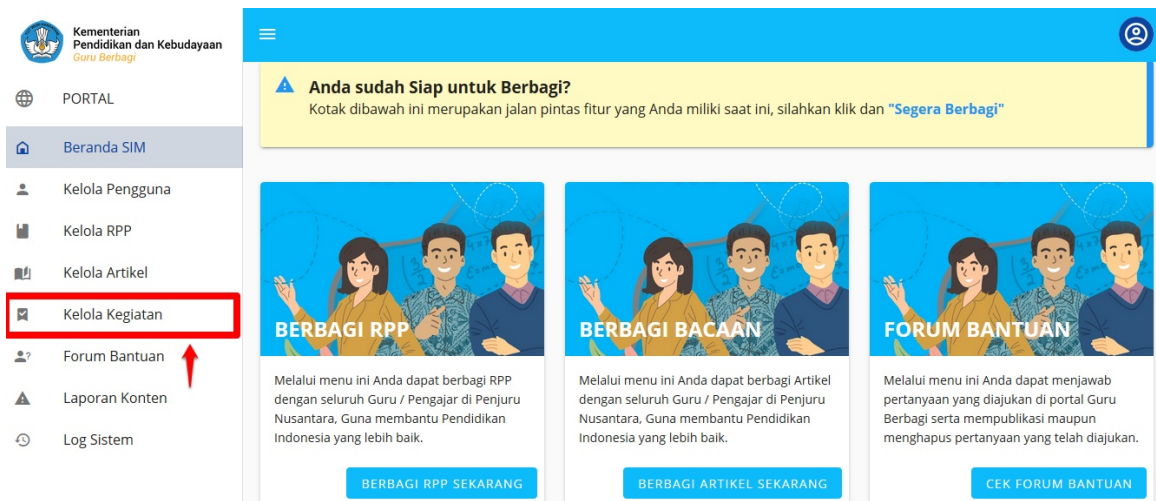 Kementerian
Pendidikan dan Kebudayaan
Guru Berbagi
PORTAL
Beranda SIM
Kelola Pengguna
Kelola RPP
Kelola Artikel
Kelola Kegiatan
Forum Bantuan
Laporan Konten
Log Sistem
Anda sudah Siap untuk Berbagi?
Kotak dibawah ini merupakan jalan pintas fitur yang Anda miliki saat ini, silahkan klik dan "Segera Berbagi"
BERBAGI RPP
Melalui menu ini Anda dapat berbagi RPP
dengan seluruh Guru / Pengajar di Penjuru
Nusantara, Guna membantu Pendidikan
Indonesia yang lebih baik.
BERBAGI RPP SEKARANG
BERBAGI BACAAN
Melalui menu ini Anda dapat berbagi Artikel
dengan seluruh Guru / Pengajar di Penjuru
Nusantara, Guna membantu Pendidikan
Indonesia yang lebih baik.
BERBAGI ARTIKEL SEKARANG
FORUM BANTUAN
Melalui menu ini Anda dapat menjawab
pertanyaan yang diajukan di portal Guru
Berbagi serta mempublikasi maupun
menghapus pertanyaan yang telah diajukan.
CEK FORUM BANTUAN